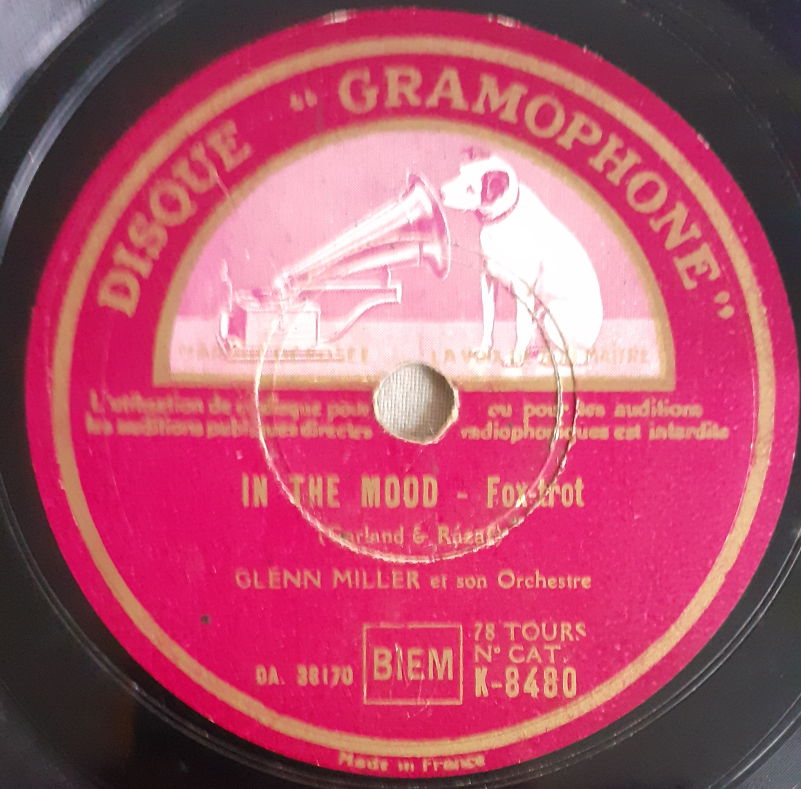 DISQUE "GRAMOPHONE"
LA VOIX DE SON MAITRE
L'utilisation de ce disque pour ou pour des auditions
les auditions publiques directes radiophoniques est interdite
IN THE MOOD - Fox-trot
(Garland & Razaf)
GLENN MILLER et son Orchestre
78 TOURS
BIEM N° CAT.
OA. 38170 K-8480
Made in France